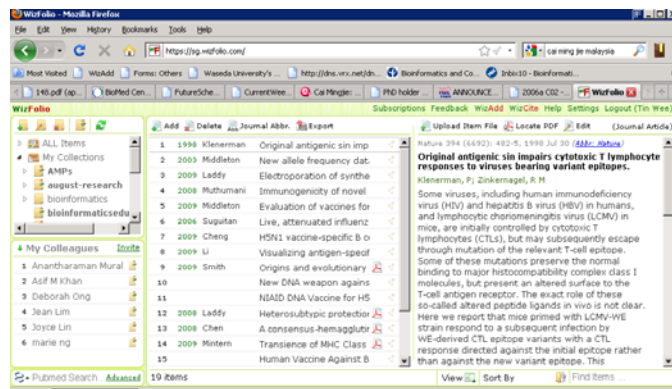 WizFolio - Mozilla Firefox
File Edit View History Bookmarks Tools Help
https://sg.wizfolio.com/
cai ming jie malaysia
Most Visited WizAdd Forms: Others Waseda University's ... http://dns.vrx.net/dn... Bioinformatics and Co... Inbox10 - Bioinformati...
148.pdf (ap... BioMed Cen... FutureSche... CurrentWee... Cai Mingjie: ... PhD holder ... ANNOUNCE... 2006a C02 -... WizFolio
WizFolio Subscriptions Feedback WizAdd WizCite Help Settings Logout (Tin Wee)
Add Delete Journal Abbr. Export Upload Item File Locate PDF Edit (Journal Article)
ALL Items
My Collections
AMPs
august-research
bioinformatics
bioinformaticsedu
My Colleagues Invite
1 Anantharaman Mural
2 Asif M Khan
3 Deborah Ong
4 Jean Lim
5 Joyce Lin
6 marie ng
Pubmed Search Advanced
1 1998 Klenerman Original antigenic sin imp
2 2003 Middleton New allele frequency dat
3 2009 Laddy Electroporation of synthe
4 2008 Muthumani Immunogenicity of novel
5 2009 Middleton Evaluation of vaccines for
6 2006 Suguitan Live, attenuated influenz
7 2009 Cheng H5N1 vaccine-specific B c
8 2009 Li Visualizing antigen-specif
9 2009 Smith Origins and evolutionary
10 New DNA weapon agains
11 NIAID DNA Vaccine for H5
12 2008 Laddy Heterosubtypic protection
13 2008 Chen A consensus-hemagglutir
14 2009 Mintern Transience of MHC Class
15 Human Vaccine Against B
19 items
Nature 394 (6692): 482-5, 1998 Jul 30 (Abbr: Nature)
Original antigenic sin impairs cytotoxic T lymphocyte
responses to viruses bearing variant epitopes.
Klenerman, P; Zinkernagel, R M
Some viruses, including human immunodeficiency
virus (HIV) and hepatitis B virus (HBV) in humans,
and lymphocytic choriomeningitis virus (LCMV) in
mice, are initially controlled by cytotoxic T
lymphocytes (CTLs), but may subsequently escape
through mutation of the relevant T-cell epitope.
Some of these mutations preserve the normal
binding to major histocompatibility complex class I
molecules, but present an altered surface to the
T-cell antigen receptor. The exact role of these
so-called altered peptide ligands in vivo is not clear.
Here we report that mice primed with LCMV-WE
strain respond to a subsequent infection by
WE-derived CTL epitope variants with a CTL
response directed against the initial epitope rather
than against the new variant epitope. This
View Sort By Find Items ...